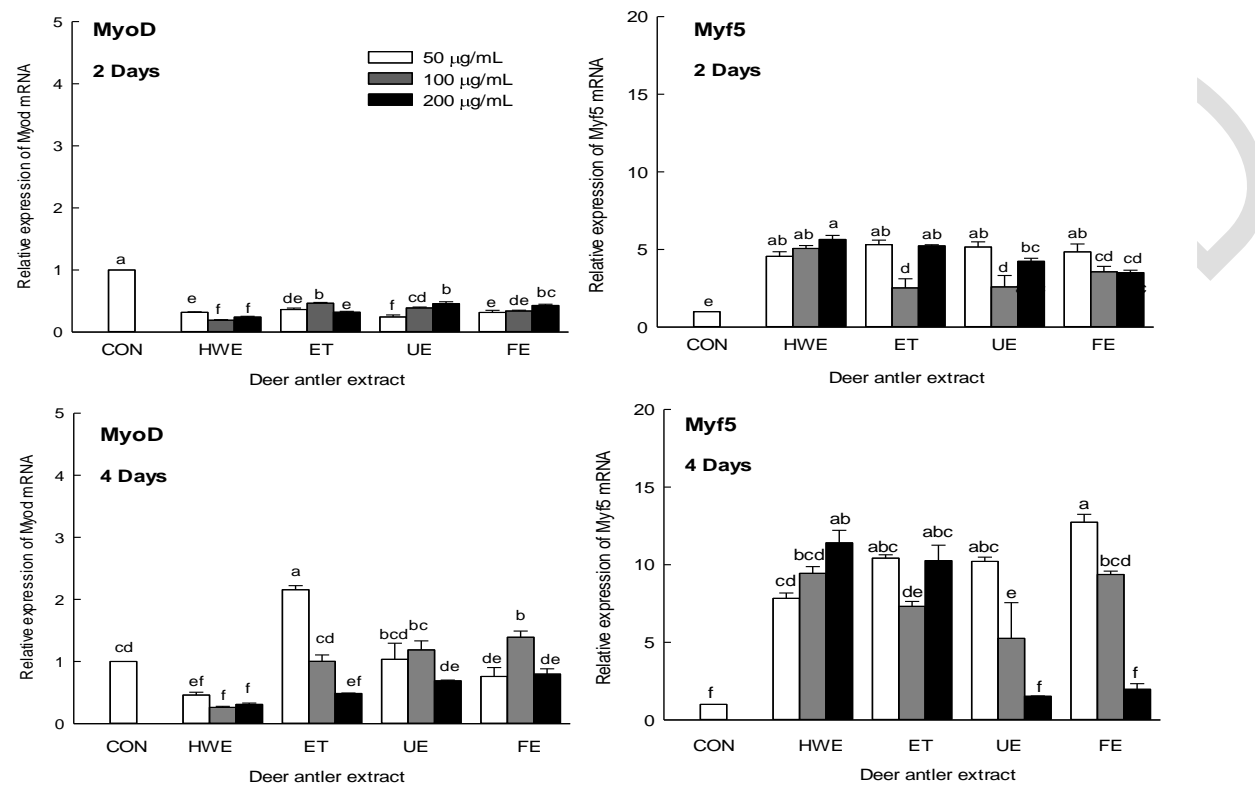 MyoD
2 Days
50 μg/mL
100 μg/mL
200 μg/mL
Relative expression of Myod mRNA
5
4
3
2
1
0
a
e f f
de b e
f cd b
e de bc
CON HWE ET UE FE
Deer antler extract
Myf5
2 Days
Relative expression of Myf5 mRNA
20
15
10
5
0
e
ab ab a
ab d ab
ab d bc
ab cd cd
CON HWE ET UE FE
Deer antler extract
MyoD
4 Days
Relative expression of Myod mRNA
5
4
3
2
1
0
cd
ef f f
a cd ef
bcd bc de
de b de
CON HWE ET UE FE
Deer antler extract
Myf5
4 Days
Relative expression of Myf5 mRNA
20
15
10
5
0
f
cd bcd ab
abc de abc
abc e f
a bcd f
CON HWE ET UE FE
Deer antler extract